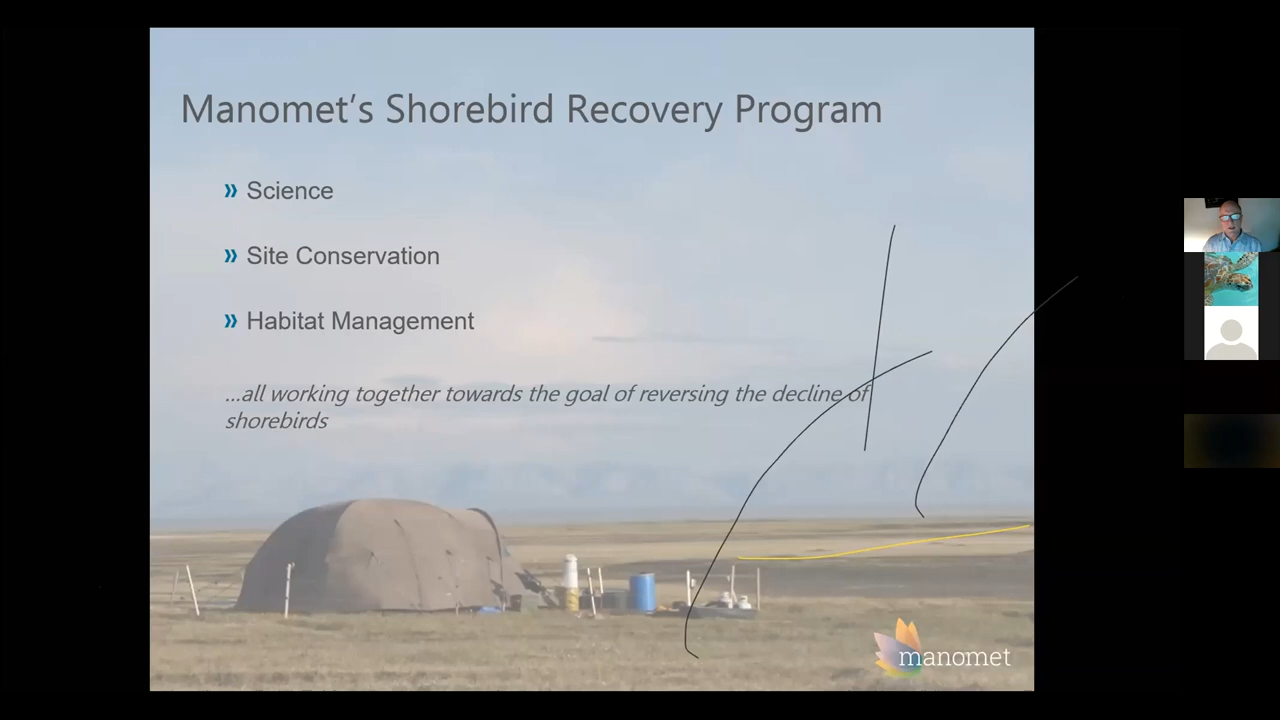 Manomet's Shorebird Recovery Program
» Science
» Site Conservation
» Habitat Management
...all working together towards the goal of reversing the decline of
shorebirds
manomet